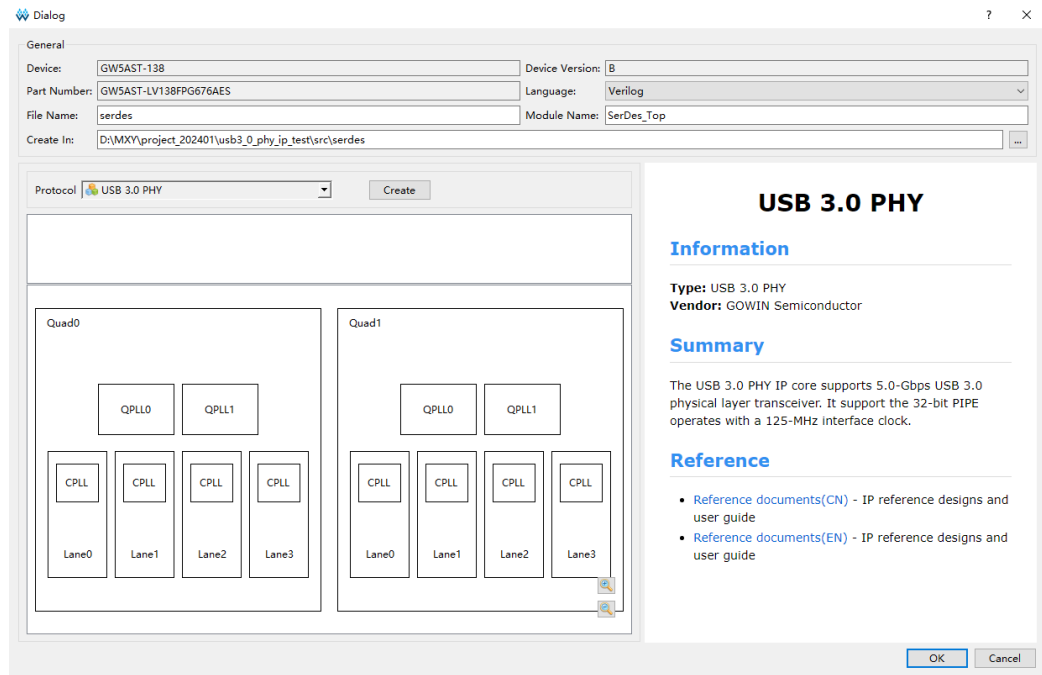 Dialog
?
General
Device: GW5AST-138 Device Version: B
Part Number: GW5AST-LV138FPG676AES Language: Verilog
File Name: serdes Module Name: SerDes_Top
Create In: D:\MXY\project_202401\usb3_0_phy_ip_test\src\serdes ...
Protocol USB 3.0 PHY Create
Quad0
QPLL0 QPLL1
CPLL CPLL CPLL CPLL
Lane0 Lane1 Lane2 Lane3
Quad1
QPLL0 QPLL1
CPLL CPLL CPLL CPLL
Lane0 Lane1 Lane2 Lane3
USB 3.0 PHY
Information
Type: USB 3.0 PHY
Vendor: GOWIN Semiconductor
Summary
The USB 3.0 PHY IP core supports 5.0-Gbps USB 3.0
physical layer transceiver. It support the 32-bit PIPE
operates with a 125-MHz interface clock.
Reference
• Reference documents(CN) - IP reference designs and
user guide
• Reference documents(EN) - IP reference designs and
user guide
OK Cancel